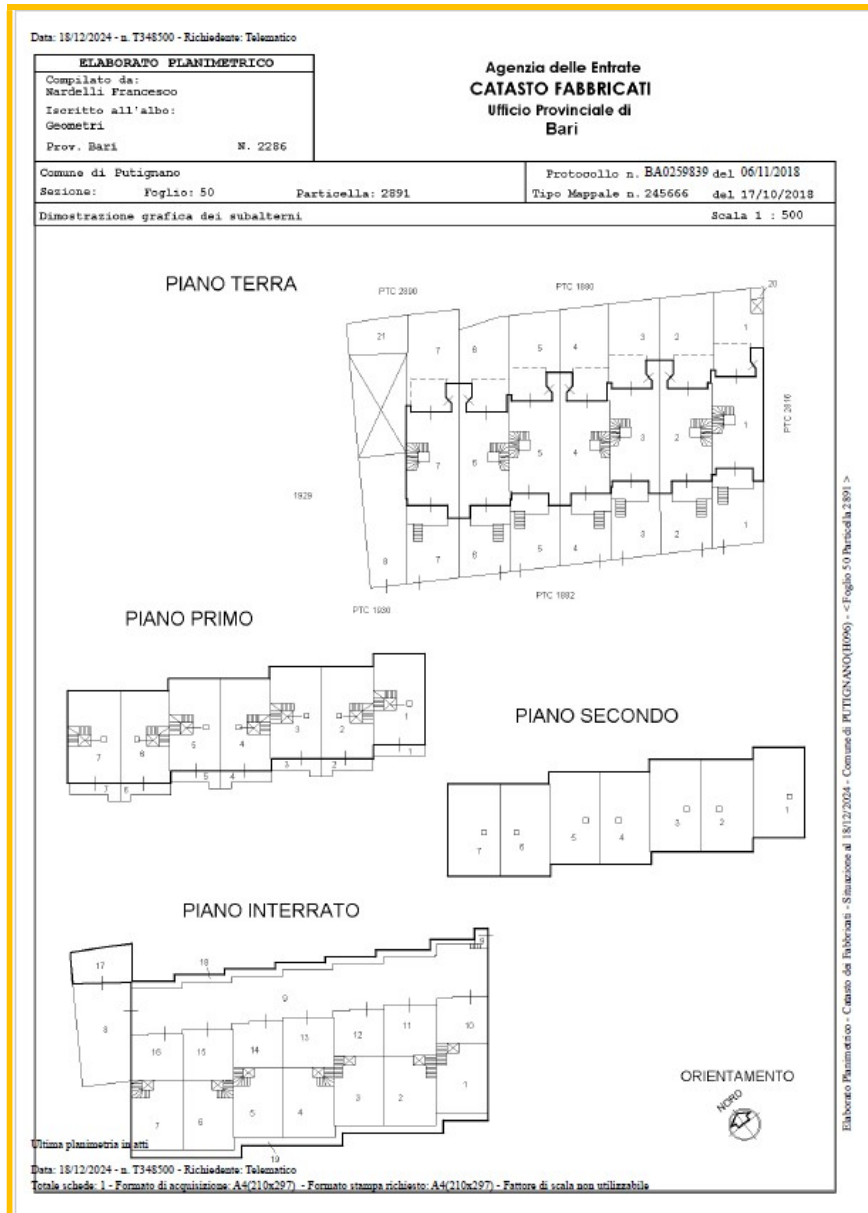 Data: 18/12/2024 - n. T348500 - Richiedente: Telematico
ELABORATO PLANIMETRICO
Compilato da:
Nardelli Francesco
Iscritto all'albo:
Geometri
Prov. Bari N. 2286
Agenzia delle Entrate
CATASTO FABBRICATI
Ufficio Provinciale di
Bari
Comune di Putignano
Sezione: Foglio: 50 Particella: 2891
Protocollo n. BA0259839 del 06/11/2018
Tipo Mappale n. 245666 del 17/10/2018
Dimostrazione grafica dei subalterni Scala 1 : 500
PIANO TERRA
PTC 2890 PTC 1880 20
21 7 6 5 4 3 2 1
PTC 2816
7 6 5 4 3 2 1
1929
8 7 6 5 4 3 2 1
PTC 1930 PTC 1882
PIANO PRIMO
7 6 5 4 3 2 1
7 6 5 4 3 2 1
PIANO SECONDO
7 6 5 4 3 2 1
PIANO INTERRATO
17 18 9
8 9
16 15 14 13 12 11 10
7 6 5 4 3 2 1
19
ORIENTAMENTO
NORD
Ultima planimetria in atti
Data: 18/12/2024 - n. T348500 - Richiedente: Telematico
Totale schede: 1 - Formato di acquisizione: A4(210x297) - Formato stampa richiesto: A4(210x297) - Fattore di scala non utilizzabile
Elaborato Planimetrico - Catasto dei Fabbricati - Situazione al 18/12/2024 - Comune di PUTIGNANO(H096) - < Foglio 50 Particella 2891 >